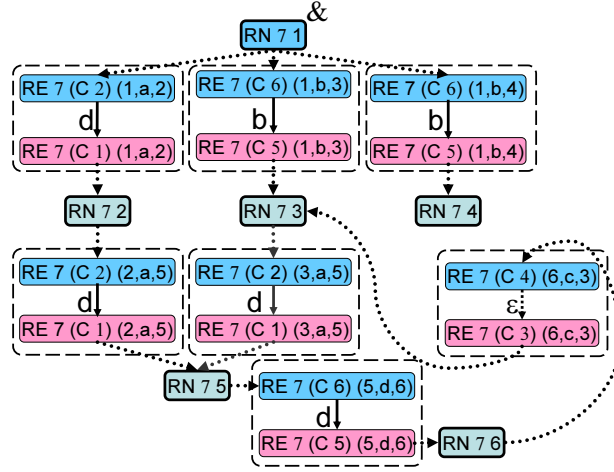 &
RN 7 1
RE 7 (C 2) (1,a,2)
RE 7 (C 6) (1,b,3)
RE 7 (C 6) (1,b,4)
d
b
b
RE 7 (C 1) (1,a,2)
RE 7 (C 5) (1,b,3)
RE 7 (C 5) (1,b,4)
RN 7 2
RN 7 3
RN 7 4
RE 7 (C 2) (2,a,5)
RE 7 (C 2) (3,a,5)
RE 7 (C 4) (6,c,3)
d
d
ε
RE 7 (C 1) (2,a,5)
RE 7 (C 1) (3,a,5)
RE 7 (C 3) (6,c,3)
RN 7 5
RE 7 (C 6) (5,d,6)
d
RE 7 (C 5) (5,d,6)
RN 7 6